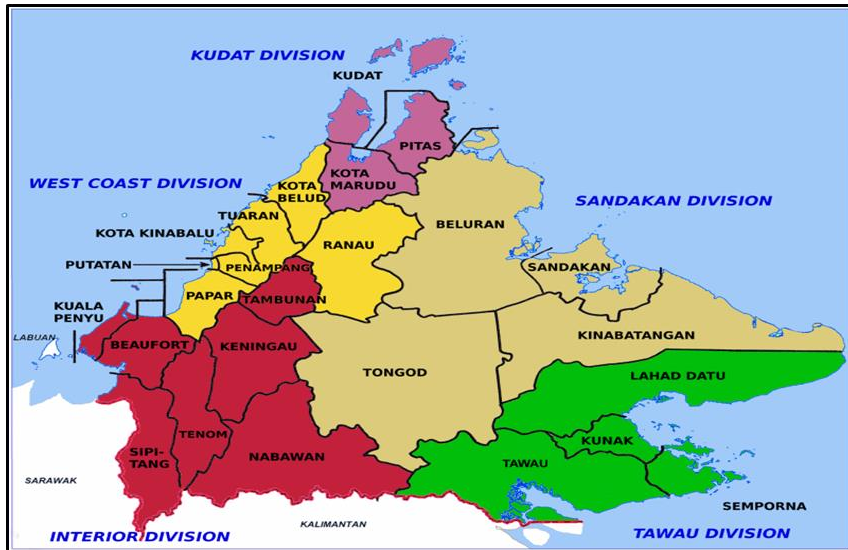 KUDAT DIVISION
KUDAT
PITAS
WEST COAST DIVISION
KOTA
MARUDU
KOTA
BELUD
SANDAKAN DIVISION
TUARAN
BELURAN
KOTA KINABALU
RANAU
PUTATAN
PENAMPANG
SANDAKAN
PAPAR
TAMBUNAN
KUALA
PENYU
KINABATANGAN
LABUAN
BEAUFORT
KENINGAU
TONGOD
LAHAD DATU
TENOM
KUNAK
SIPI-
TANG
NABAWAN
TAWAU
SARAWAK
SEMPORNA
KALIMANTAN
INTERIOR DIVISION
TAWAU DIVISION